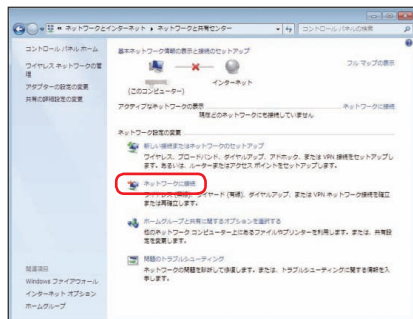 ネットワークとインターネット ▸ ネットワークと共有センター
コントロール パネルの検索
コントロール パネル ホーム
ワイヤレス ネットワークの管理
アダプターの設定の変更
共有の詳細設定の変更
基本ネットワーク情報の表示と接続のセットアップ
フル マップの表示
(このコンピューター)
インターネット
アクティブなネットワークの表示
ネットワークに接続
現在どのネットワークにも接続していません
ネットワーク設定の変更
新しい接続またはネットワークのセットアップ
ワイヤレス、ブロードバンド、ダイヤルアップ、アドホック、または VPN 接続をセットアップします。あるいは、ルーターまたはアクセス ポイントをセットアップします。
ネットワークに接続
ワイヤレス (無線)、ワイヤード (有線)、ダイヤルアップ、または VPN ネットワーク接続を確立または再確立します。
ホームグループと共有に関するオプションを選択する
他のネットワーク コンピューター上にあるファイルやプリンターを利用します。または、共有設定を変更します。
問題のトラブルシューティング
ネットワークの問題を診断して修復します。または、トラブルシューティングに関する情報を入手します。
関連項目
Windows ファイアウォール
インターネット オプション
ホームグループ